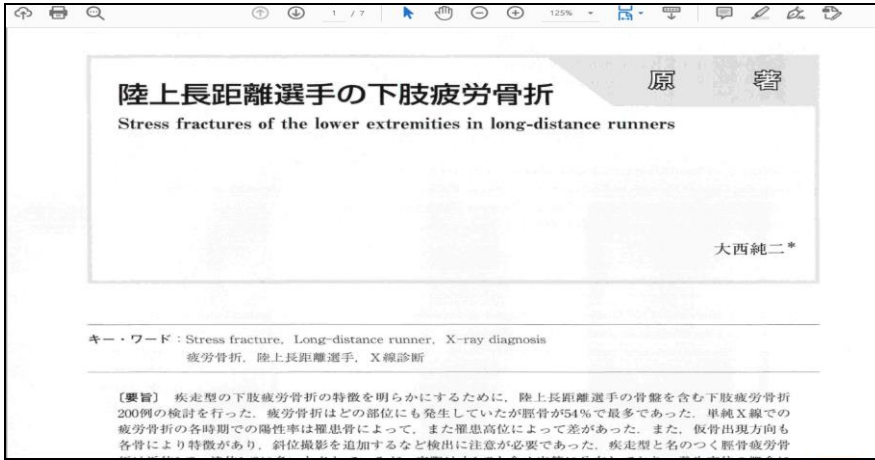 1 / 7
125%
原 著
陸上長距離選手の下肢疲労骨折
Stress fractures of the lower extremities in long-distance runners
大西純二*
キー・ワード：Stress fracture, Long-distance runner, X-ray diagnosis
疲労骨折，陸上長距離選手，X線診断
〔要旨〕 疾走型の下肢疲労骨折の特徴を明らかにするために，陸上長距離選手の骨盤を含む下肢疲労骨折
200例の検討を行った．疲労骨折はどの部位にも発生していたが脛骨が54％で最多であった．単純X線での
疲労骨折の各時期での陽性率は罹患骨によって，また罹患高位によって差があった．また，仮骨出現方向も
各骨により特徴があり，斜位撮影を追加するなど検出に注意が必要であった．疾走型と名のつく脛骨疲労骨